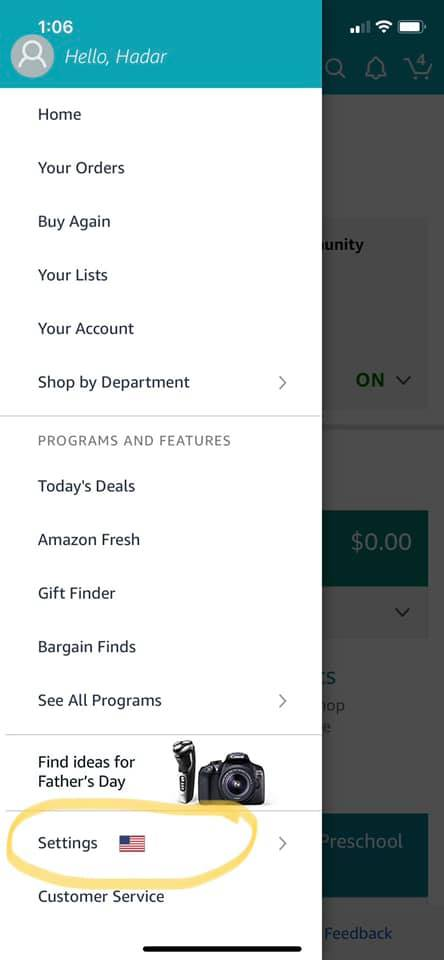 1:06
Hello, Hadar
4
Home
Your Orders
Buy Again
Your Lists
Your Account
Shop by Department
PROGRAMS AND FEATURES
Today's Deals
Amazon Fresh
Gift Finder
Bargain Finds
See All Programs
Find ideas for
Father's Day
Canon
Settings
Customer Service
unity
ON
$0.00
Preschool
Feedback